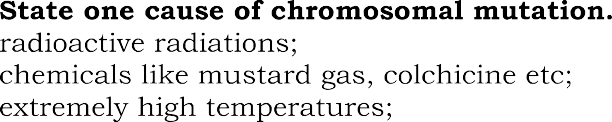 State one cause of chromosomal mutation.
radioactive radiations;
chemicals like mustard gas, colchicine etc;
extremely high temperatures;